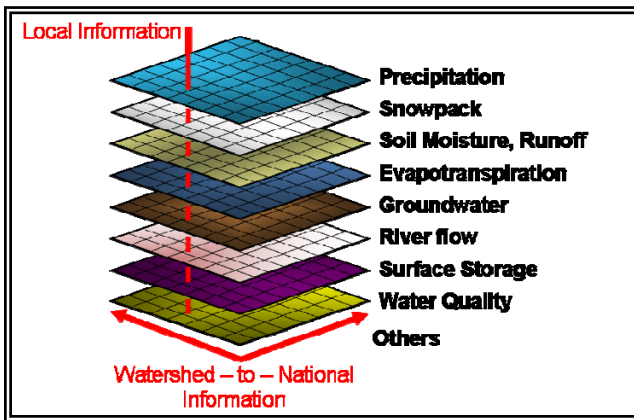 Local Information
Precipitation
Snowpack
Soil Moisture, Runoff
Evapotranspiration
Groundwater
River flow
Surface Storage
Water Quality
Others
Watershed – to – National
Information